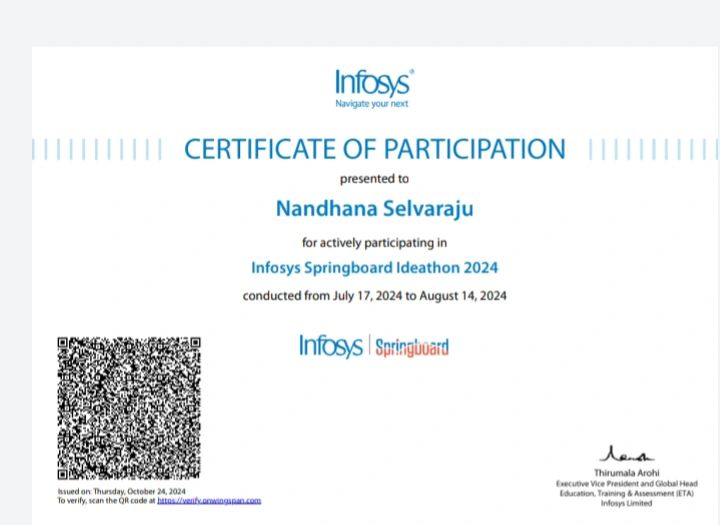 Infosys®
Navigate your next
CERTIFICATE OF PARTICIPATION
presented to
Nandhana Selvaraju
for actively participating in
Infosys Springboard Ideathon 2024
conducted from July 17, 2024 to August 14, 2024
Infosys | Springboard
Issued on: Thursday, October 24, 2024
To verify, scan the QR code at https://verify.onwingspan.com
Thirumala Arohi
Executive Vice President and Global Head
Education, Training & Assessment (ETA)
Infosys Limited